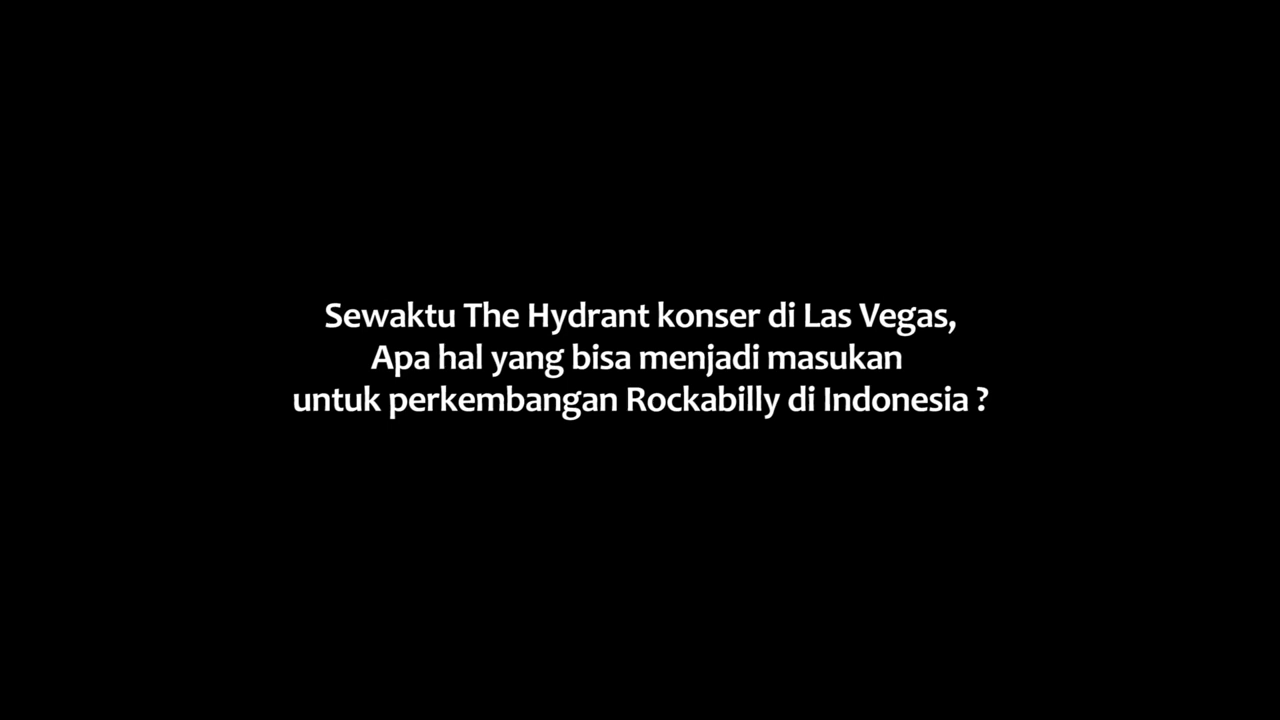 Sewaktu The Hydrant konser di Las Vegas,
Apa hal yang bisa menjadi masukan
untuk perkembangan Rockabilly di Indonesia ?